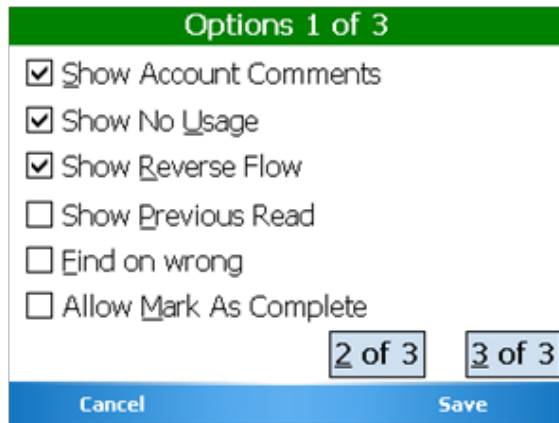 Options 1 of 3
Show Account Comments
Show No Usage
Show Reverse Flow
Show Previous Read
Find on wrong
Allow Mark As Complete
2 of 3 3 of 3
Cancel Save